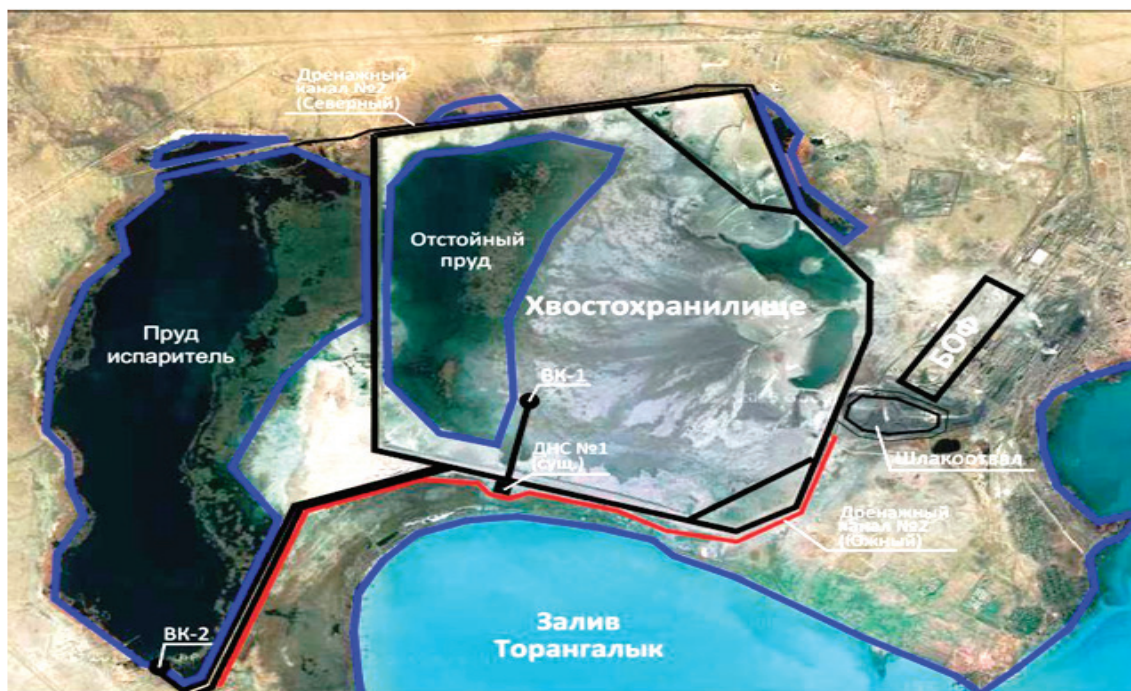 Дренажный
канал №2
(Северный)
Отстойный
пруд
Хвостохранилище
Пруд
испаритель
БОФ
ВК-1
ДНС №1
(сущ.)
Шлакоотвал
Дренажный
канал №2
(Южный)
Залив
Торангалык
ВК-2